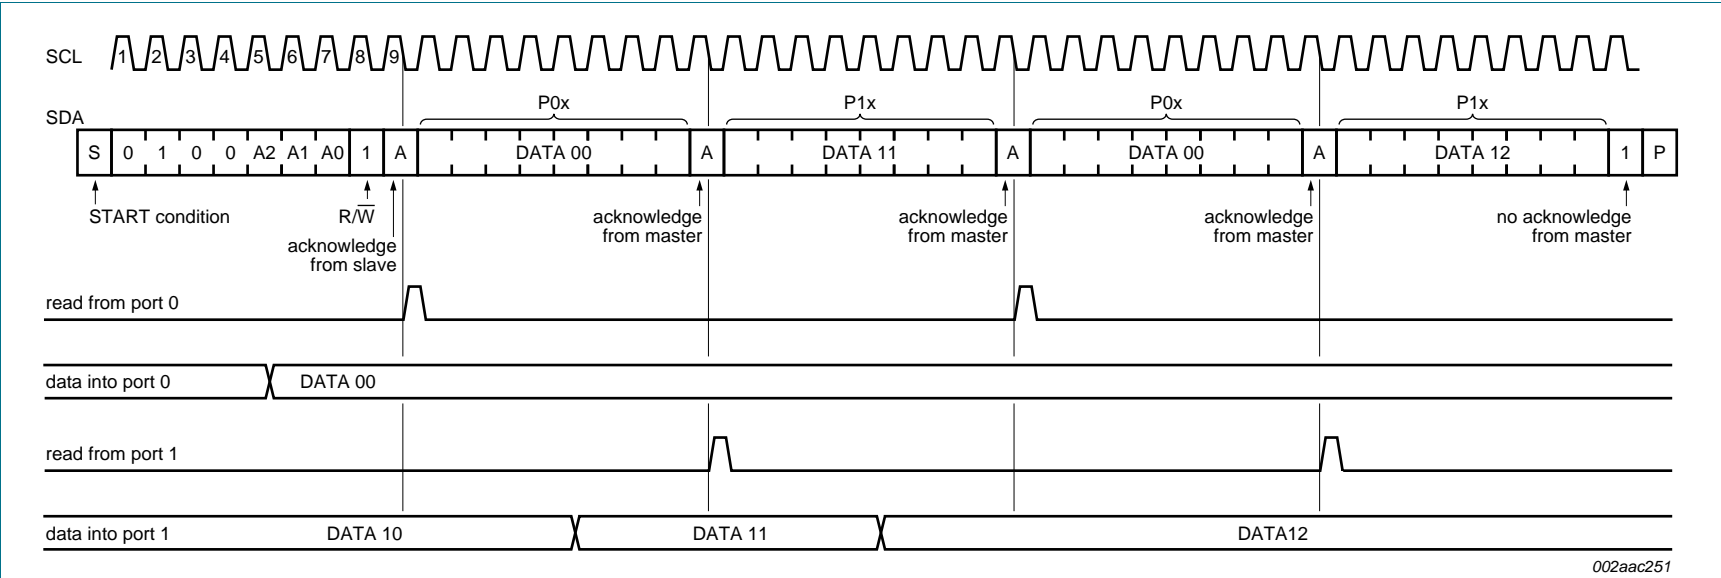 SCL 1 2 3 4 5 6 7 8 9
P0x P1x P0x P1x
SDA
S 0 1 0 0 A2 A1 A0 1 A DATA 00 A DATA 11 A DATA 00 A DATA 12 1 P
START condition
R/W̅
acknowledge
from slave
acknowledge
from master
acknowledge
from master
acknowledge
from master
no acknowledge
from master
read from port 0
data into port 0 DATA 00
read from port 1
data into port 1 DATA 10 DATA 11 DATA12
002aac251